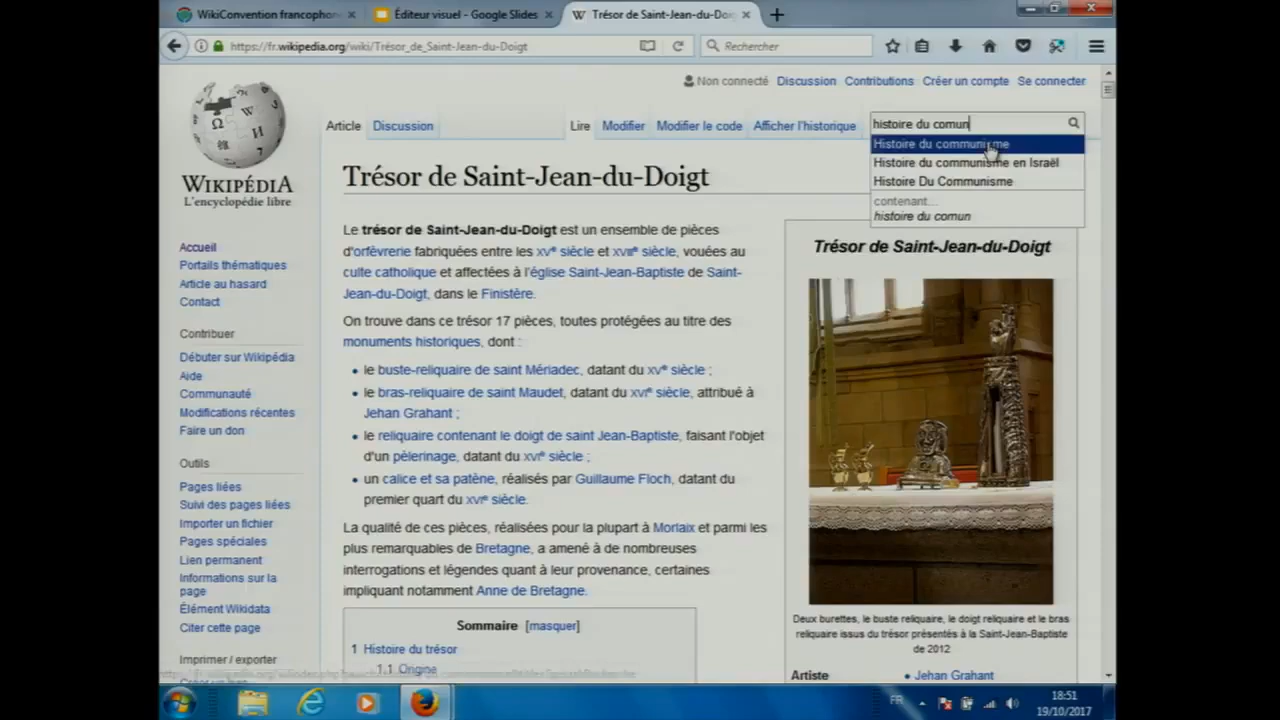 WikiConvention francophon
Éditeur visuel - Google Slides
Trésor de Saint-Jean-du-Doi
https://fr.wikipedia.org/wiki/Trésor_de_Saint-Jean-du-Doigt
Rechercher
Non connecté Discussion Contributions Créer un compte Se connecter
Article Discussion
Lire Modifier Modifier le code Afficher l'historique
histoire du comun
Histoire du communisme
Histoire du communisme en Israël
Histoire Du Communisme
contenant...
histoire du comun
WIKIPÉDIA
L'encyclopédie libre
Accueil
Portails thématiques
Article au hasard
Contact
Contribuer
Débuter sur Wikipédia
Aide
Communauté
Modifications récentes
Faire un don
Outils
Pages liées
Suivi des pages liées
Importer un fichier
Pages spéciales
Lien permanent
Informations sur la
page
Élément Wikidata
Citer cette page
Imprimer / exporter
Trésor de Saint-Jean-du-Doigt
Le trésor de Saint-Jean-du-Doigt est un ensemble de pièces
d'orfèvrerie fabriquées entre les XVe siècle et XVIIe siècle, vouées au
culte catholique et affectées à l'église Saint-Jean-Baptiste de Saint-
Jean-du-Doigt, dans le Finistère.
On trouve dans ce trésor 17 pièces, toutes protégées au titre des
monuments historiques, dont :
• le buste-reliquaire de saint Mériadec, datant du XVe siècle ;
• le bras-reliquaire de saint Maudet, datant du XVIe siècle, attribué à
Jehan Grahant ;
• le reliquaire contenant le doigt de saint Jean-Baptiste, faisant l'objet
d'un pèlerinage, datant du XVIe siècle ;
• un calice et sa patène, réalisés par Guillaume Floch, datant du
premier quart du XVIe siècle.
La qualité de ces pièces, réalisées pour la plupart à Morlaix et parmi les
plus remarquables de Bretagne, a amené à de nombreuses
interrogations et légendes quant à leur provenance, certaines
impliquant notamment Anne de Bretagne.
Sommaire [masquer]
1 Histoire du trésor
1.1 Origine
Trésor de Saint-Jean-du-Doigt
Deux burettes, le buste reliquaire, le doigt reliquaire et le bras
reliquaire issus du trésor présentés à la Saint-Jean-Baptiste
de 2012
Artiste • Jehan Grahant
FR
18:51
19/10/2017